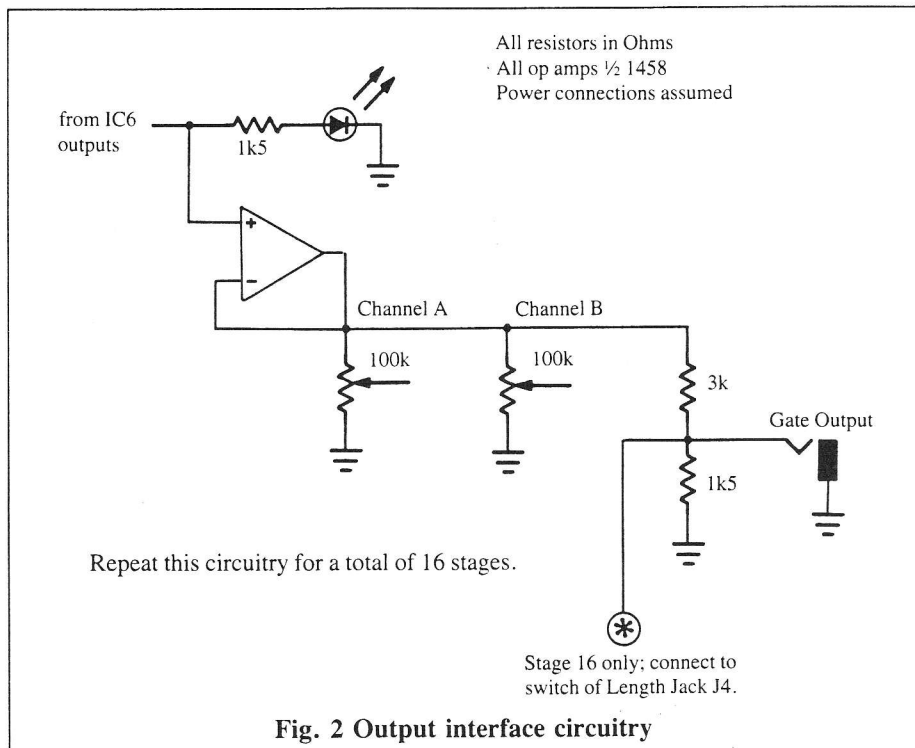 All resistors in Ohms
All op amps ½ 1458
Power connections assumed
from IC6
outputs
1k5
+
−
Channel A
Channel B
100k
100k
3k
Gate Output
1k5
Repeat this circuitry for a total of 16 stages.
*
Stage 16 only; connect to
switch of Length Jack J4.
Fig. 2 Output interface circuitry